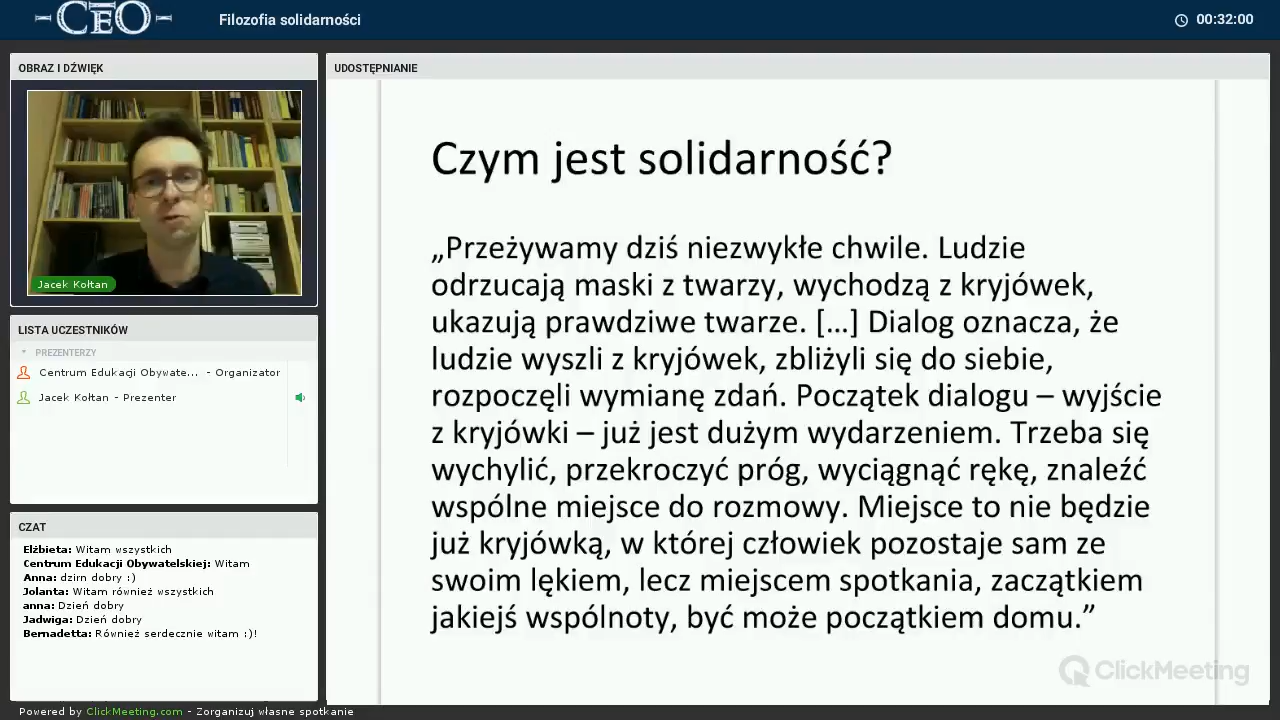 CEO
Filozofia solidarności
00:32:00
OBRAZ I DŹWIĘK
Jacek Kołtan
LISTA UCZESTNIKÓW
PREZENTERZY
Centrum Edukacji Obywate... - Organizator
Jacek Kołtan - Prezenter
CZAT
Elżbieta: Witam wszystkich
Centrum Edukacji Obywatelskiej: Witam
Anna: dzirn dobry :)
Jolanta: Witam również wszystkich
anna: Dzień dobry
Jadwiga: Dzień dobry
Bernadetta: Również serdecznie witam :)!
UDOSTĘPNIANIE
Czym jest solidarność?
„Przeżywamy dziś niezwykłe chwile. Ludzie
odrzucają maski z twarzy, wychodzą z kryjówek,
ukazują prawdziwe twarze. […] Dialog oznacza, że
ludzie wyszli z kryjówek, zbliżyli się do siebie,
rozpoczęli wymianę zdań. Początek dialogu – wyjście
z kryjówki – już jest dużym wydarzeniem. Trzeba się
wychylić, przekroczyć próg, wyciągnąć rękę, znaleźć
wspólne miejsce do rozmowy. Miejsce to nie będzie
już kryjówką, w której człowiek pozostaje sam ze
swoim lękiem, lecz miejscem spotkania, zaczątkiem
jakiejś wspólnoty, być może początkiem domu.”
ClickMeeting
Powered by ClickMeeting.com - Zorganizuj własne spotkanie